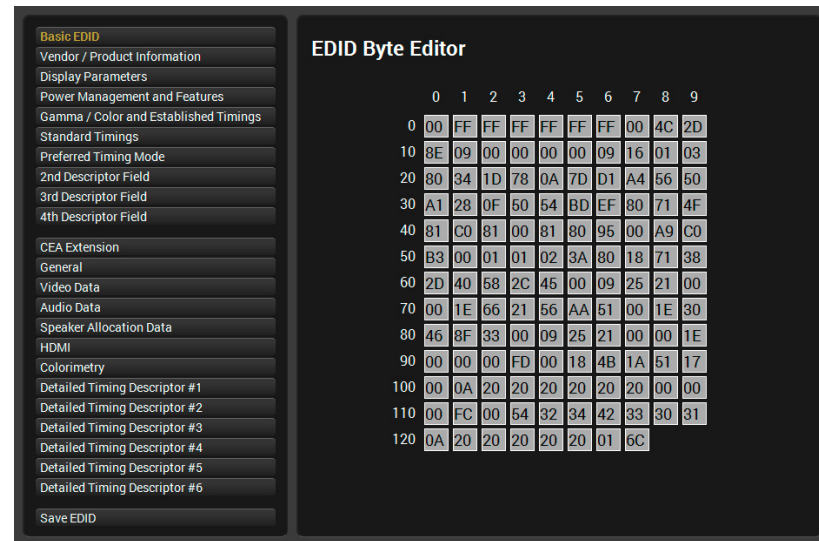 Basic EDID
Vendor / Product Information
Display Parameters
Power Management and Features
Gamma / Color and Established Timings
Standard Timings
Preferred Timing Mode
2nd Descriptor Field
3rd Descriptor Field
4th Descriptor Field
CEA Extension
General
Video Data
Audio Data
Speaker Allocation Data
HDMI
Colorimetry
Detailed Timing Descriptor #1
Detailed Timing Descriptor #2
Detailed Timing Descriptor #3
Detailed Timing Descriptor #4
Detailed Timing Descriptor #5
Detailed Timing Descriptor #6
Save EDID
EDID Byte Editor
0 1 2 3 4 5 6 7 8 9
0 00 FF FF FF FF FF FF 00 4C 2D
10 8E 09 00 00 00 00 09 16 01 03
20 80 34 1D 78 0A 7D D1 A4 56 50
30 A1 28 0F 50 54 BD EF 80 71 4F
40 81 C0 81 00 81 80 95 00 A9 C0
50 B3 00 01 01 02 3A 80 18 71 38
60 2D 40 58 2C 45 00 09 25 21 00
70 00 1E 66 21 56 AA 51 00 1E 30
80 46 8F 33 00 09 25 21 00 00 1E
90 00 00 00 FD 00 18 4B 1A 51 17
100 00 0A 20 20 20 20 20 20 00 00
110 00 FC 00 54 32 34 42 33 30 31
120 0A 20 20 20 20 20 01 6C